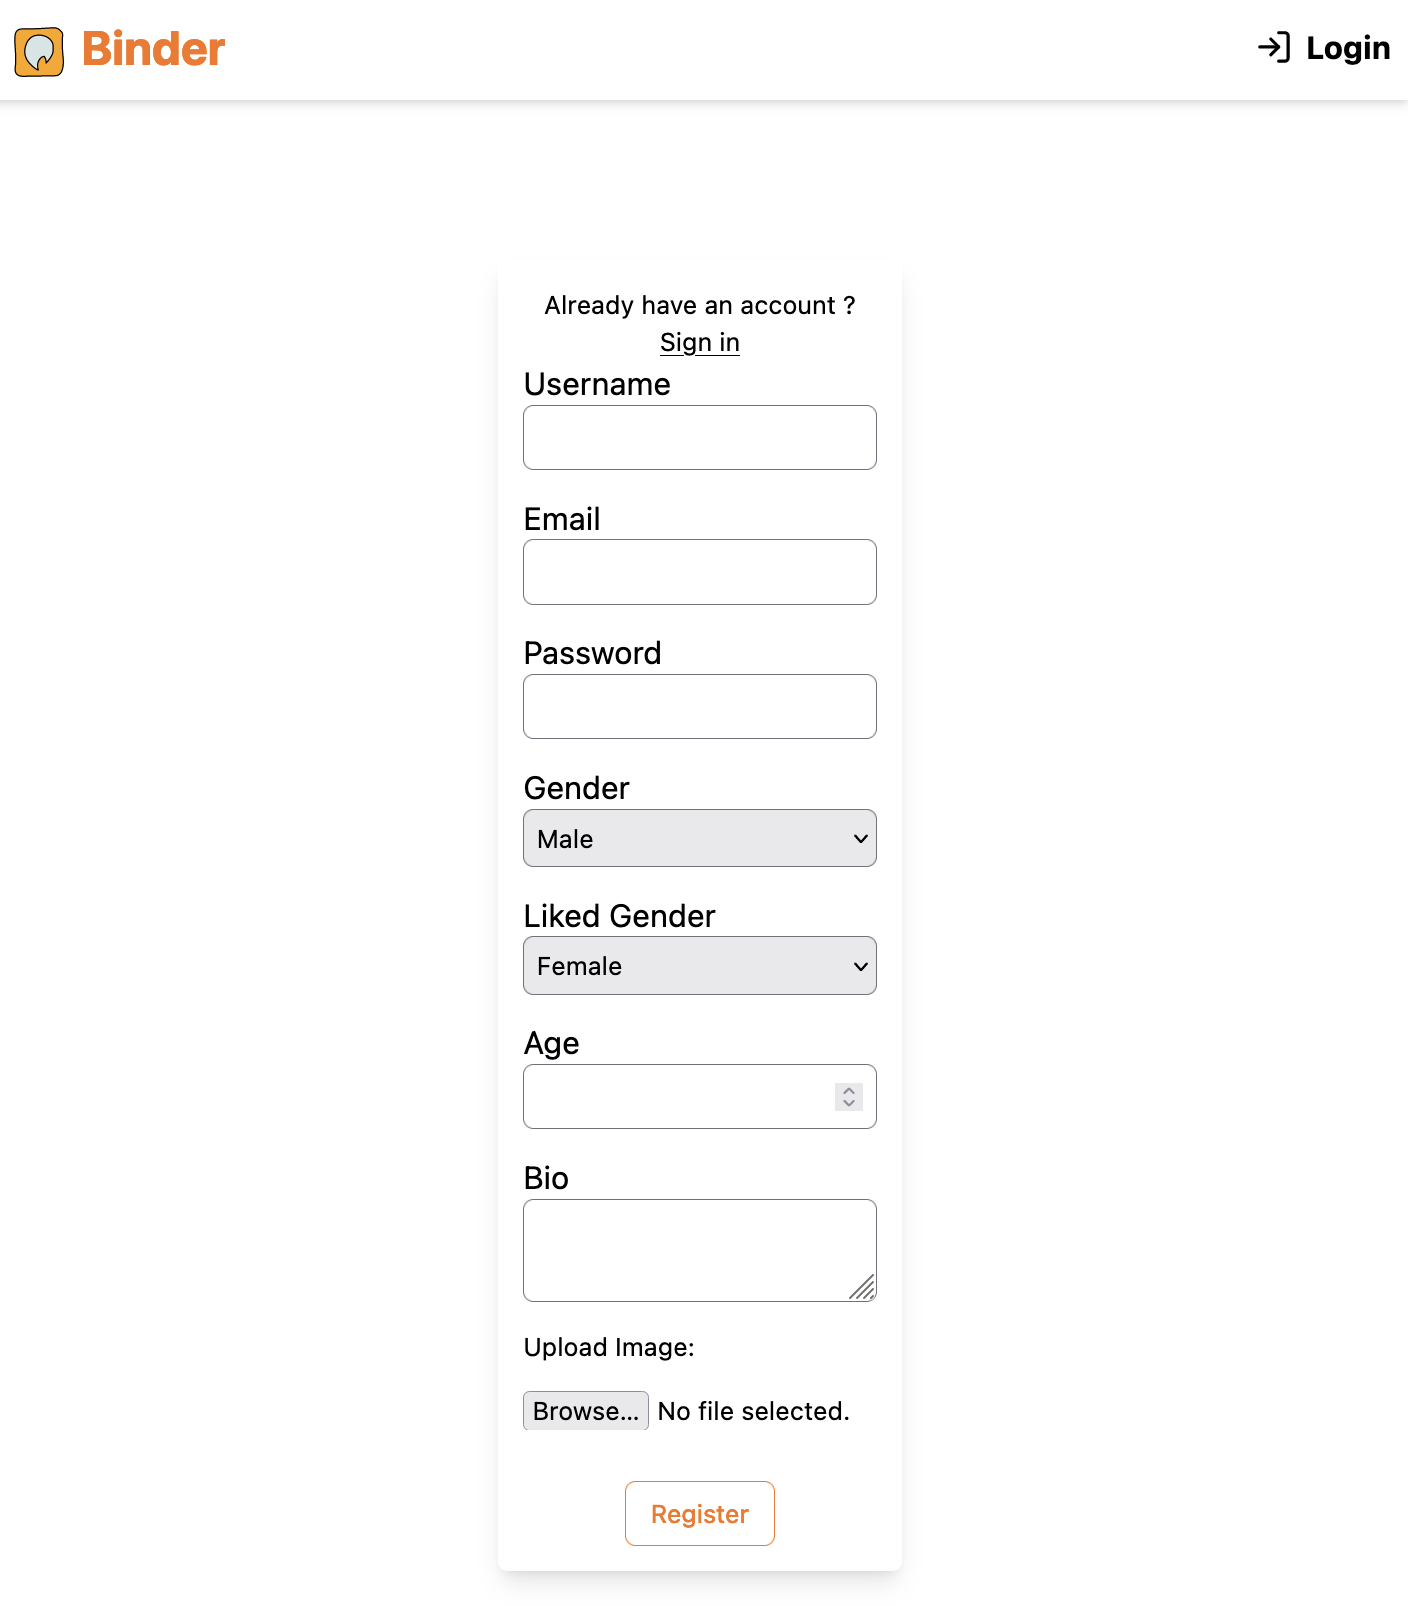 Binder
Login
Already have an account ?
Sign in
Username
Email
Password
Gender
Male
Liked Gender
Female
Age
Bio
Upload Image:
Browse... No file selected.
Register